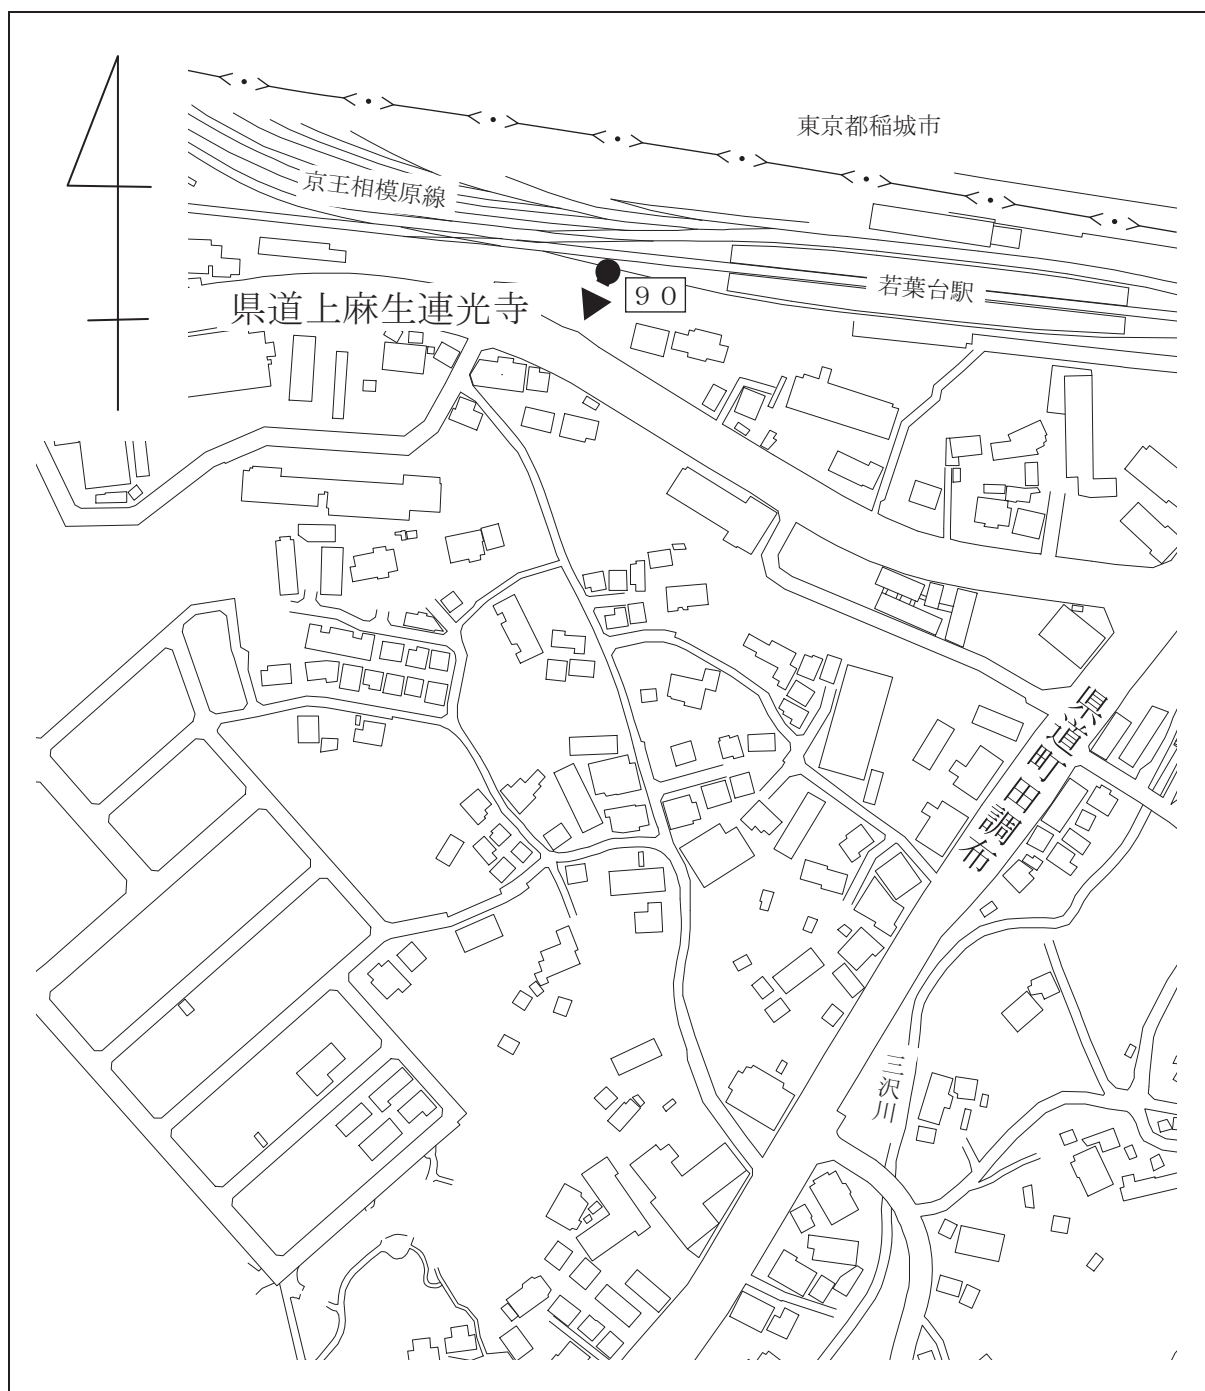 東京都稲城市
京王相模原線
若葉台駅
９０
県道上麻生連光寺
県道町田調布
三沢川